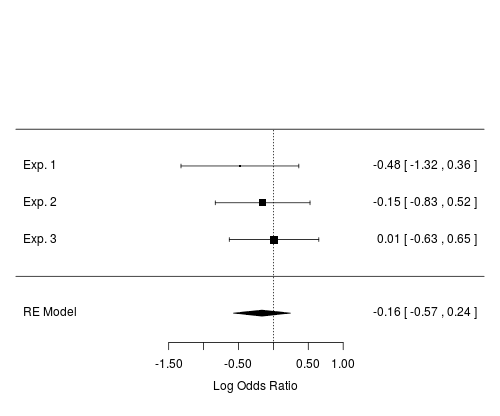 Exp. 1 -0.48 [ -1.32 , 0.36 ]
Exp. 2 -0.15 [ -0.83 , 0.52 ]
Exp. 3 0.01 [ -0.63 , 0.65 ]
RE Model -0.16 [ -0.57 , 0.24 ]
-1.50 -0.50 0.50 1.00
Log Odds Ratio